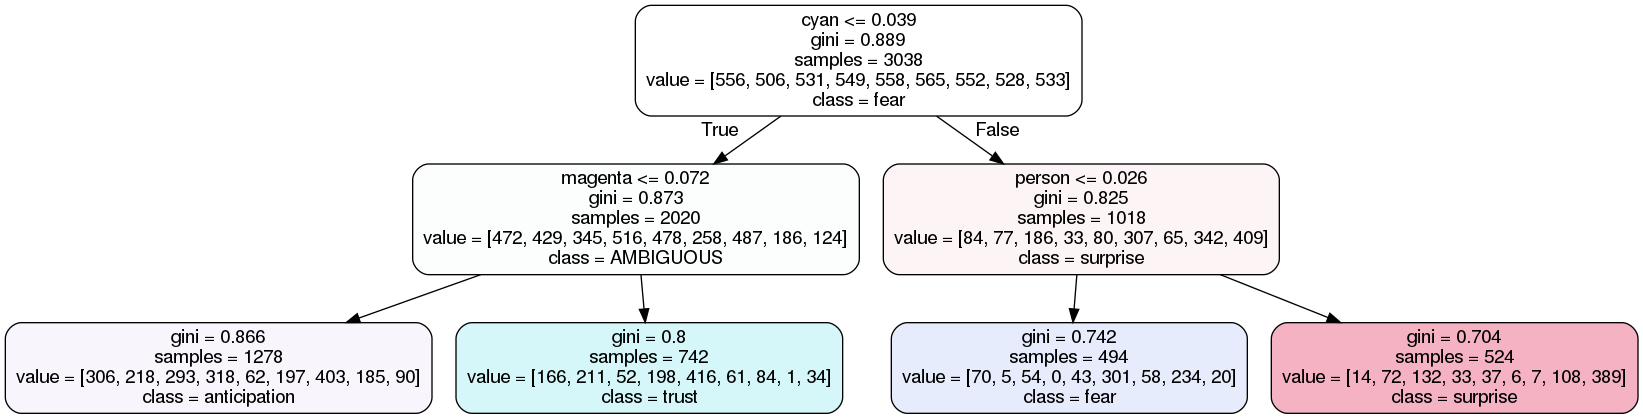 cyan <= 0.039
gini = 0.889
samples = 3038
value = [556, 506, 531, 549, 558, 565, 552, 528, 533]
class = fear
True
False
magenta <= 0.072
gini = 0.873
samples = 2020
value = [472, 429, 345, 516, 478, 258, 487, 186, 124]
class = AMBIGUOUS
person <= 0.026
gini = 0.825
samples = 1018
value = [84, 77, 186, 33, 80, 307, 65, 342, 409]
class = surprise
gini = 0.866
samples = 1278
value = [306, 218, 293, 318, 62, 197, 403, 185, 90]
class = anticipation
gini = 0.8
samples = 742
value = [166, 211, 52, 198, 416, 61, 84, 1, 34]
class = trust
gini = 0.742
samples = 494
value = [70, 5, 54, 0, 43, 301, 58, 234, 20]
class = fear
gini = 0.704
samples = 524
value = [14, 72, 132, 33, 37, 6, 7, 108, 389]
class = surprise